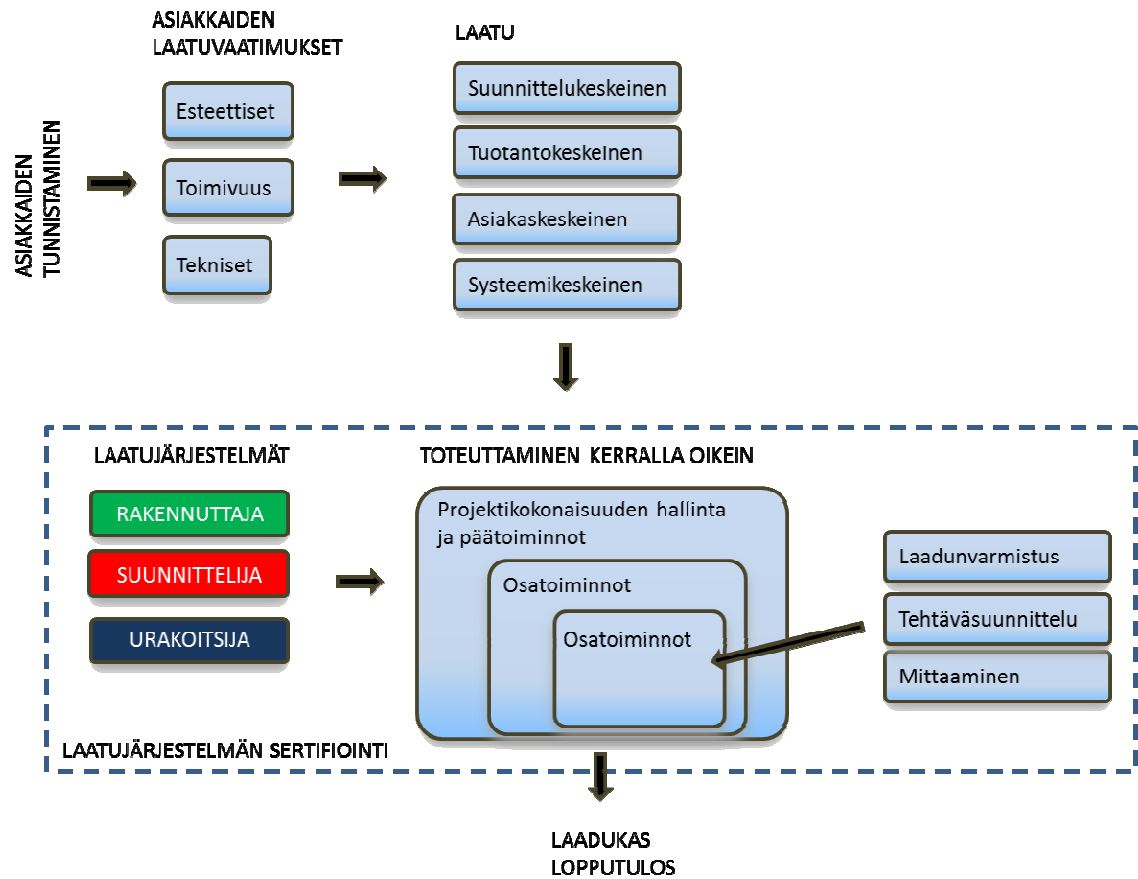 ASIAKKAIDEN
TUNNISTAMINEN
ASIAKKAIDEN
LAATUVAATIMUKSET
Esteettiset
Toimivuus
Tekniset
LAATU
Suunnittelukeskeinen
Tuotantokeskeinen
Asiakaskeskeinen
Systeemikeskeinen
LAATUJÄRJESTELMÄT
RAKENNUTTAJA
SUUNNITTELIJA
URAKOITSIJA
TOTEUTTAMINEN KERRALLA OIKEIN
Projektikokonaisuuden hallinta
ja päätoiminnot
Osatoiminnot
Osatoiminnot
Laadunvarmistus
Tehtäväsuunnittelu
Mittaaminen
LAATUJÄRJESTELMÄN SERTIFIOINTI
LAADUKAS
LOPPUTULOS